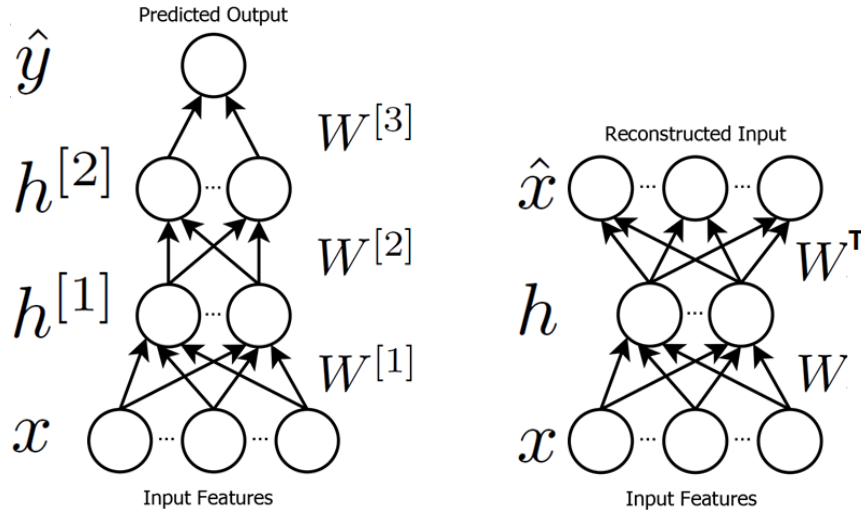 Predicted Output
ŷ
W^[3]
h^[2]
...
W^[2]
h^[1]
...
W^[1]
x
... ...
Input Features
Reconstructed Input
x̂
... ...
W^T
h
...
W
x
... ...
Input Features